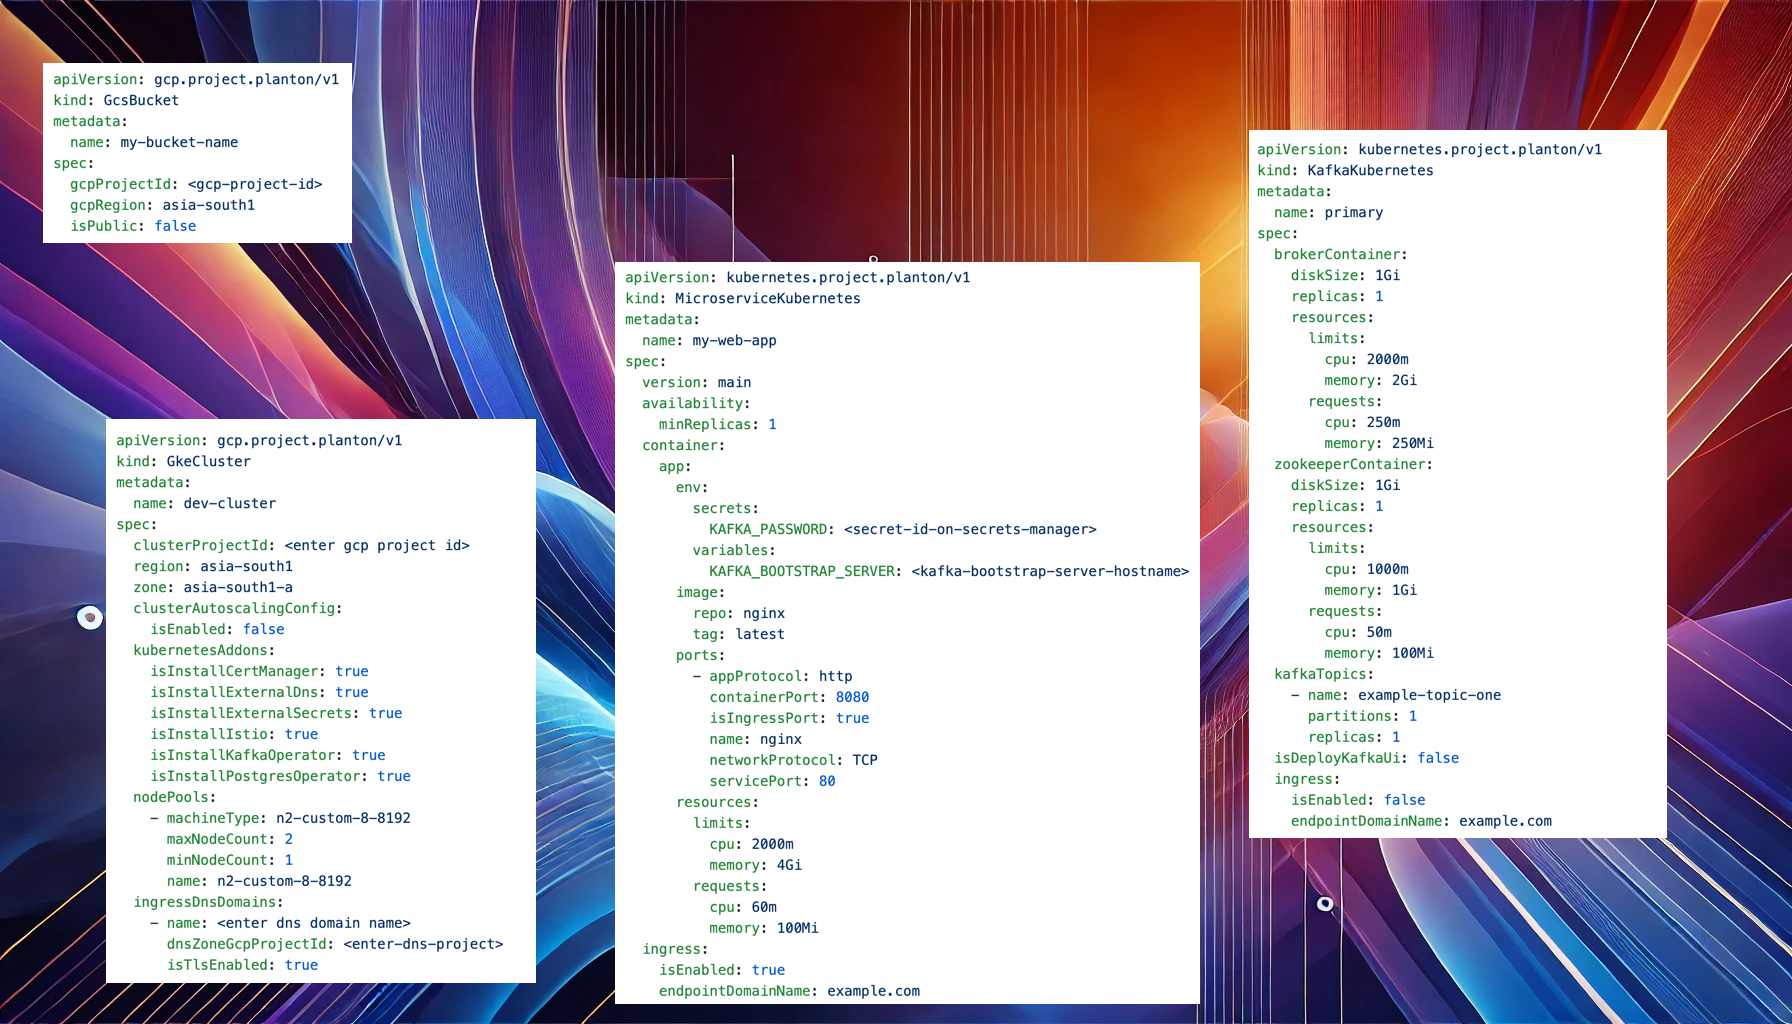 apiVersion: gcp.project.planton/v1
kind: GcsBucket
metadata:
  name: my-bucket-name
spec:
  gcpProjectId: <gcp-project-id>
  gcpRegion: asia-south1
  isPublic: false
apiVersion: gcp.project.planton/v1
kind: GkeCluster
metadata:
  name: dev-cluster
spec:
  clusterProjectId: <enter gcp project id>
  region: asia-south1
  zone: asia-south1-a
  clusterAutoscalingConfig:
    isEnabled: false
  kubernetesAddons:
    isInstallCertManager: true
    isInstallExternalDns: true
    isInstallExternalSecrets: true
    isInstallIstio: true
    isInstallKafkaOperator: true
    isInstallPostgresOperator: true
  nodePools:
    - machineType: n2-custom-8-8192
      maxNodeCount: 2
      minNodeCount: 1
      name: n2-custom-8-8192
  ingressDnsDomains:
    - name: <enter dns domain name>
      dnsZoneGcpProjectId: <enter-dns-project>
      isTlsEnabled: true
apiVersion: kubernetes.project.planton/v1
kind: MicroserviceKubernetes
metadata:
  name: my-web-app
spec:
  version: main
  availability:
    minReplicas: 1
  container:
    app:
      env:
        secrets:
          KAFKA_PASSWORD: <secret-id-on-secrets-manager>
        variables:
          KAFKA_BOOTSTRAP_SERVER: <kafka-bootstrap-server-hostname>
      image:
        repo: nginx
        tag: latest
      ports:
        - appProtocol: http
          containerPort: 8080
          isIngressPort: true
          name: nginx
          networkProtocol: TCP
          servicePort: 80
      resources:
        limits:
          cpu: 2000m
          memory: 4Gi
        requests:
          cpu: 60m
          memory: 100Mi
  ingress:
    isEnabled: true
    endpointDomainName: example.com
apiVersion: kubernetes.project.planton/v1
kind: KafkaKubernetes
metadata:
  name: primary
spec:
  brokerContainer:
    diskSize: 1Gi
    replicas: 1
    resources:
      limits:
        cpu: 2000m
        memory: 2Gi
      requests:
        cpu: 250m
        memory: 250Mi
  zookeeperContainer:
    diskSize: 1Gi
    replicas: 1
    resources:
      limits:
        cpu: 1000m
        memory: 1Gi
      requests:
        cpu: 50m
        memory: 100Mi
  kafkaTopics:
    - name: example-topic-one
      partitions: 1
      replicas: 1
  isDeployKafkaUi: false
  ingress:
    isEnabled: false
    endpointDomainName: example.com